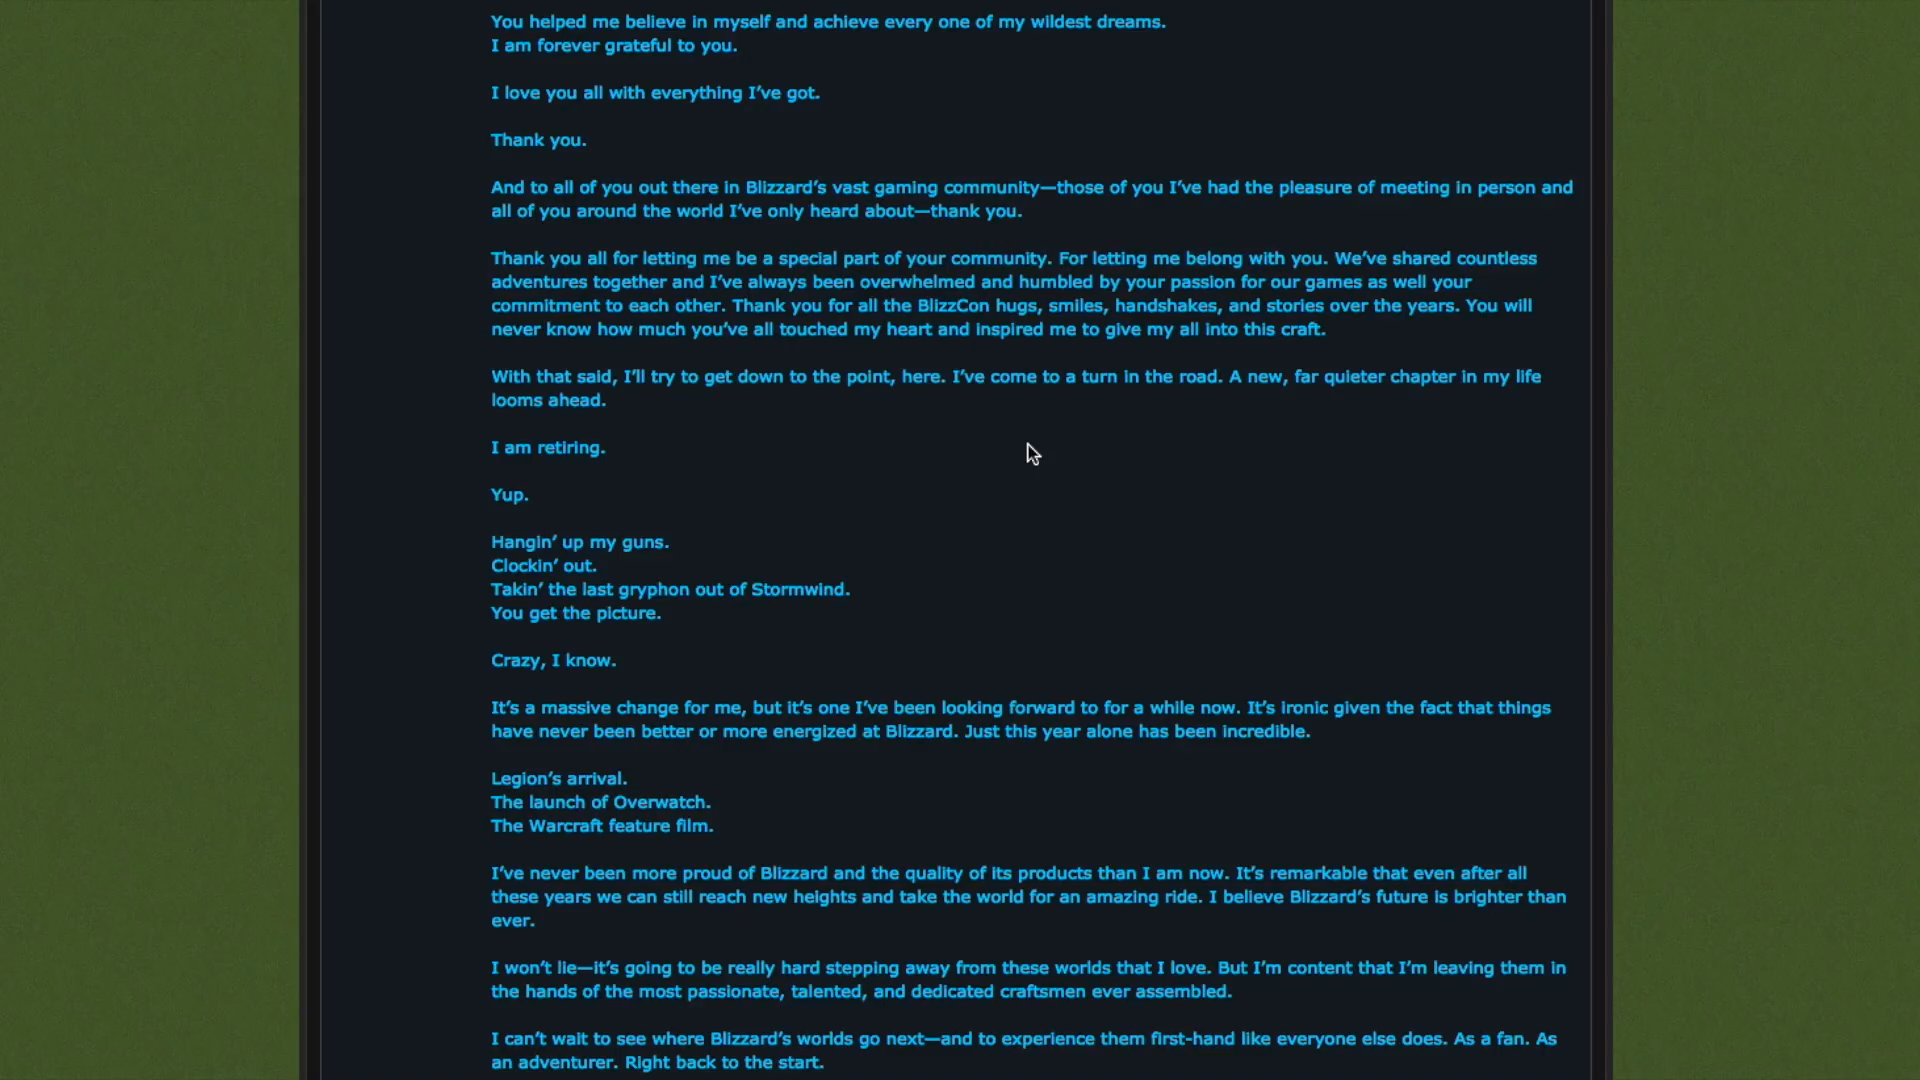 You helped me believe in myself and achieve every one of my wildest dreams.
I am forever grateful to you.
I love you all with everything I’ve got.
Thank you.
And to all of you out there in Blizzard’s vast gaming community—those of you I’ve had the pleasure of meeting in person and
all of you around the world I’ve only heard about—thank you.
Thank you all for letting me be a special part of your community. For letting me belong with you. We’ve shared countless
adventures together and I’ve always been overwhelmed and humbled by your passion for our games as well your
commitment to each other. Thank you for all the BlizzCon hugs, smiles, handshakes, and stories over the years. You will
never know how much you’ve all touched my heart and inspired me to give my all into this craft.
With that said, I’ll try to get down to the point, here. I’ve come to a turn in the road. A new, far quieter chapter in my life
looms ahead.
I am retiring.
Yup.
Hangin’ up my guns.
Clockin’ out.
Takin’ the last gryphon out of Stormwind.
You get the picture.
Crazy, I know.
It’s a massive change for me, but it’s one I’ve been looking forward to for a while now. It’s ironic given the fact that things
have never been better or more energized at Blizzard. Just this year alone has been incredible.
Legion’s arrival.
The launch of Overwatch.
The Warcraft feature film.
I’ve never been more proud of Blizzard and the quality of its products than I am now. It’s remarkable that even after all
these years we can still reach new heights and take the world for an amazing ride. I believe Blizzard’s future is brighter than
ever.
I won’t lie—it’s going to be really hard stepping away from these worlds that I love. But I’m content that I’m leaving them in
the hands of the most passionate, talented, and dedicated craftsmen ever assembled.
I can’t wait to see where Blizzard’s worlds go next—and to experience them first-hand like everyone else does. As a fan. As
an adventurer. Right back to the start.